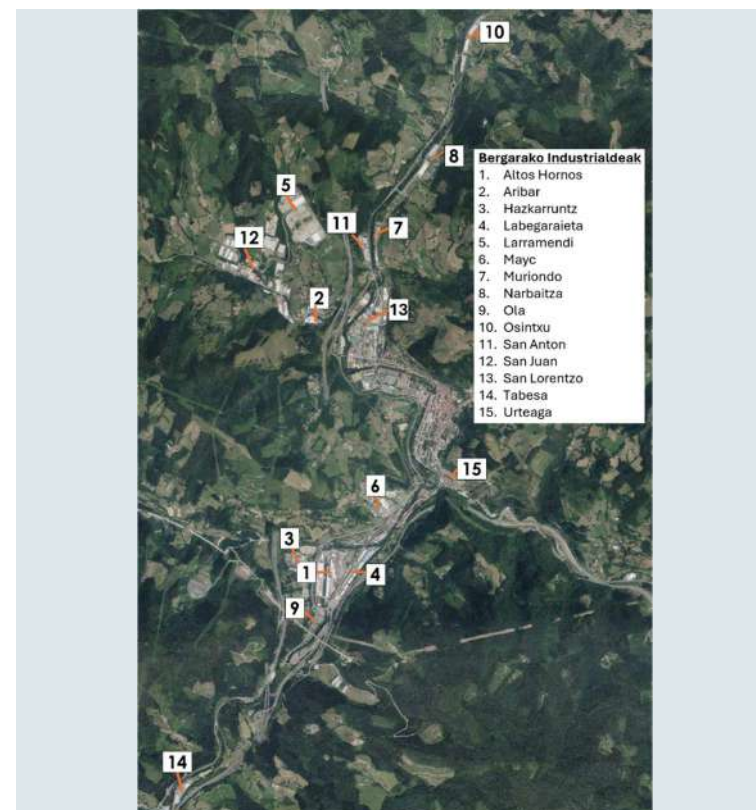 10
8
5
11
7
12
2
13
15
6
3
1
4
9
14
Bergarako Industrialdeak
1. Altos Hornos
2. Aribar
3. Hazkarruntz
4. Labegaraieta
5. Larramendi
6. Mayc
7. Muriondo
8. Narbaitza
9. Ola
10. Osintxu
11. San Anton
12. San Juan
13. San Lorentzo
14. Tabesa
15. Urteaga